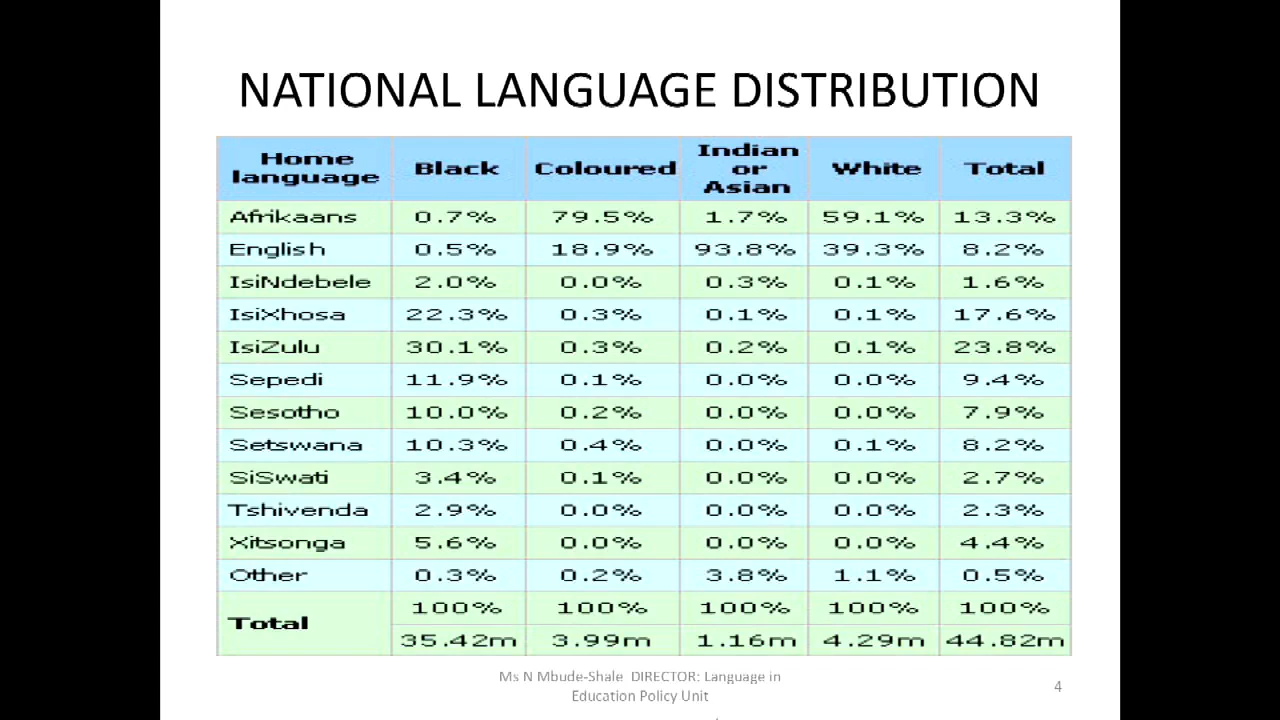 NATIONAL LANGUAGE DISTRIBUTION
Home language Black Coloured Indian or Asian White Total
Afrikaans 0.7% 79.5% 1.7% 59.1% 13.3%
English 0.5% 18.9% 93.8% 39.3% 8.2%
IsiNdebele 2.0% 0.0% 0.3% 0.1% 1.6%
IsiXhosa 22.3% 0.3% 0.1% 0.1% 17.6%
IsiZulu 30.1% 0.3% 0.2% 0.1% 23.8%
Sepedi 11.9% 0.1% 0.0% 0.0% 9.4%
Sesotho 10.0% 0.2% 0.0% 0.0% 7.9%
Setswana 10.3% 0.4% 0.0% 0.1% 8.2%
SiSwati 3.4% 0.1% 0.0% 0.0% 2.7%
Tshivenda 2.9% 0.0% 0.0% 0.0% 2.3%
Xitsonga 5.6% 0.0% 0.0% 0.0% 4.4%
Other 0.3% 0.2% 3.8% 1.1% 0.5%
Total 100% 100% 100% 100% 100%
35.42m 3.99m 1.16m 4.29m 44.82m
Ms N Mbude-Shale DIRECTOR: Language in
Education Policy Unit
4